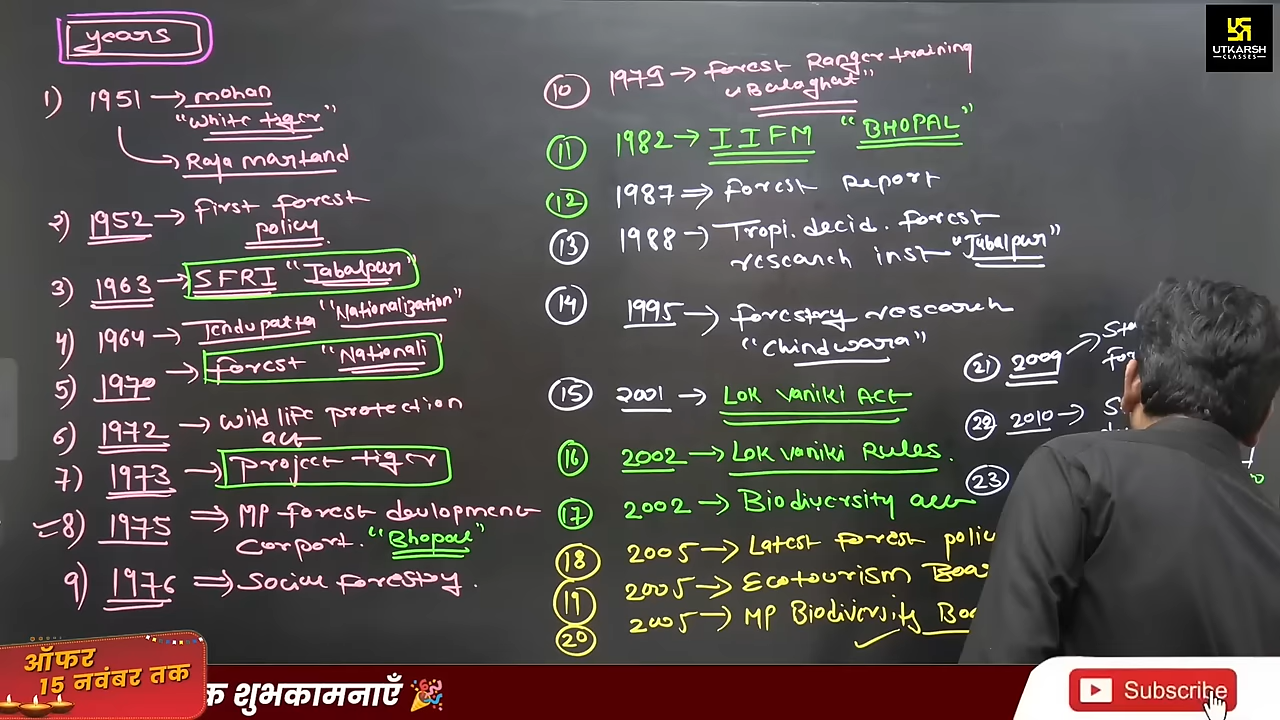 years
1) 1951 → mohan
"White tiger"
Raja martand
2) 1952 → first forest
policy.
3) 1963 → SFRI "Jabalpur"
4) 1964 → Tendupatta "Nationalization"
5) 1970 → forest "Nationali
6) 1972 → Wild life protection
act
7) 1973 → project tiger
8) 1975 ⇒ MP forest devlopment
Corport. "Bhopal"
9) 1976 ⇒ Social forestry.
10 1979 → forest Ranger training
"Balaghat"
11 1982 → IIFM "BHOPAL"
12 1987 ⇒ forest report
13 1988 → Tropi. decid. forest
research inst "Jabalpur"
14 1995 → forestry research
"Chindwara"
15 2001 → Lok vaniki Act
16 2002 → Lok vaniki Rules.
17 2002 → Biodiversity act
18 2005 → Latest forest polic
19 2005 → Ecotourism Boa
20 2005 → MP Biodiversity Bo
21 2009 → Sta
for
22 2010 → S
23
UTKARSH
CLASSES
ऑफर
15 नवंबर तक
क शुभकामनाएँ
Subscribe